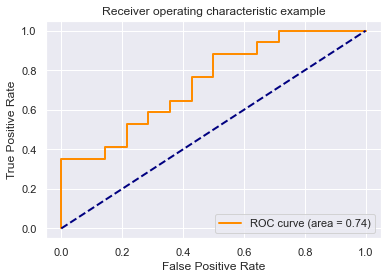 Receiver operating characteristic example
True Positive Rate
1.0
0.8
0.6
0.4
0.2
0.0
ROC curve (area = 0.74)
0.0 0.2 0.4 0.6 0.8 1.0
False Positive Rate